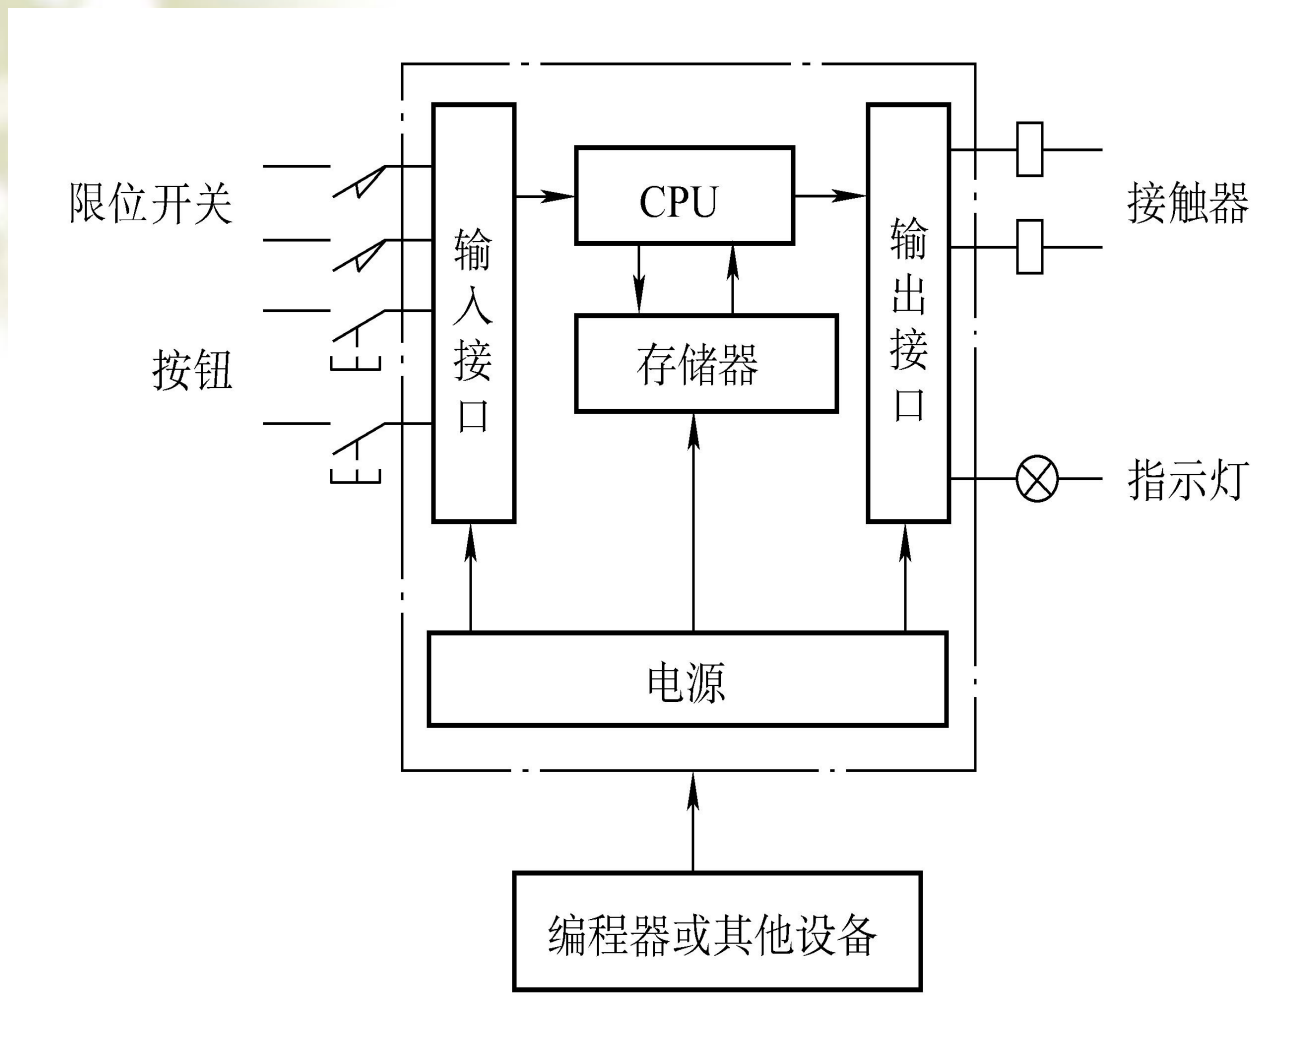 限位开关
按钮
输入接口
CPU
存储器
输出接口
接触器
指示灯
电源
编程器或其他设备